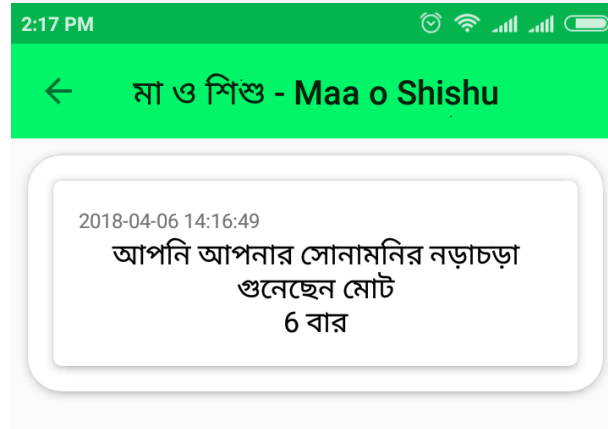 2:17 PM
মা ও শিশু - Maa o Shishu
2018-04-06 14:16:49
আপনি আপনার সোনামনির নড়াচড়া
গুনেছেন মোট
6 বার